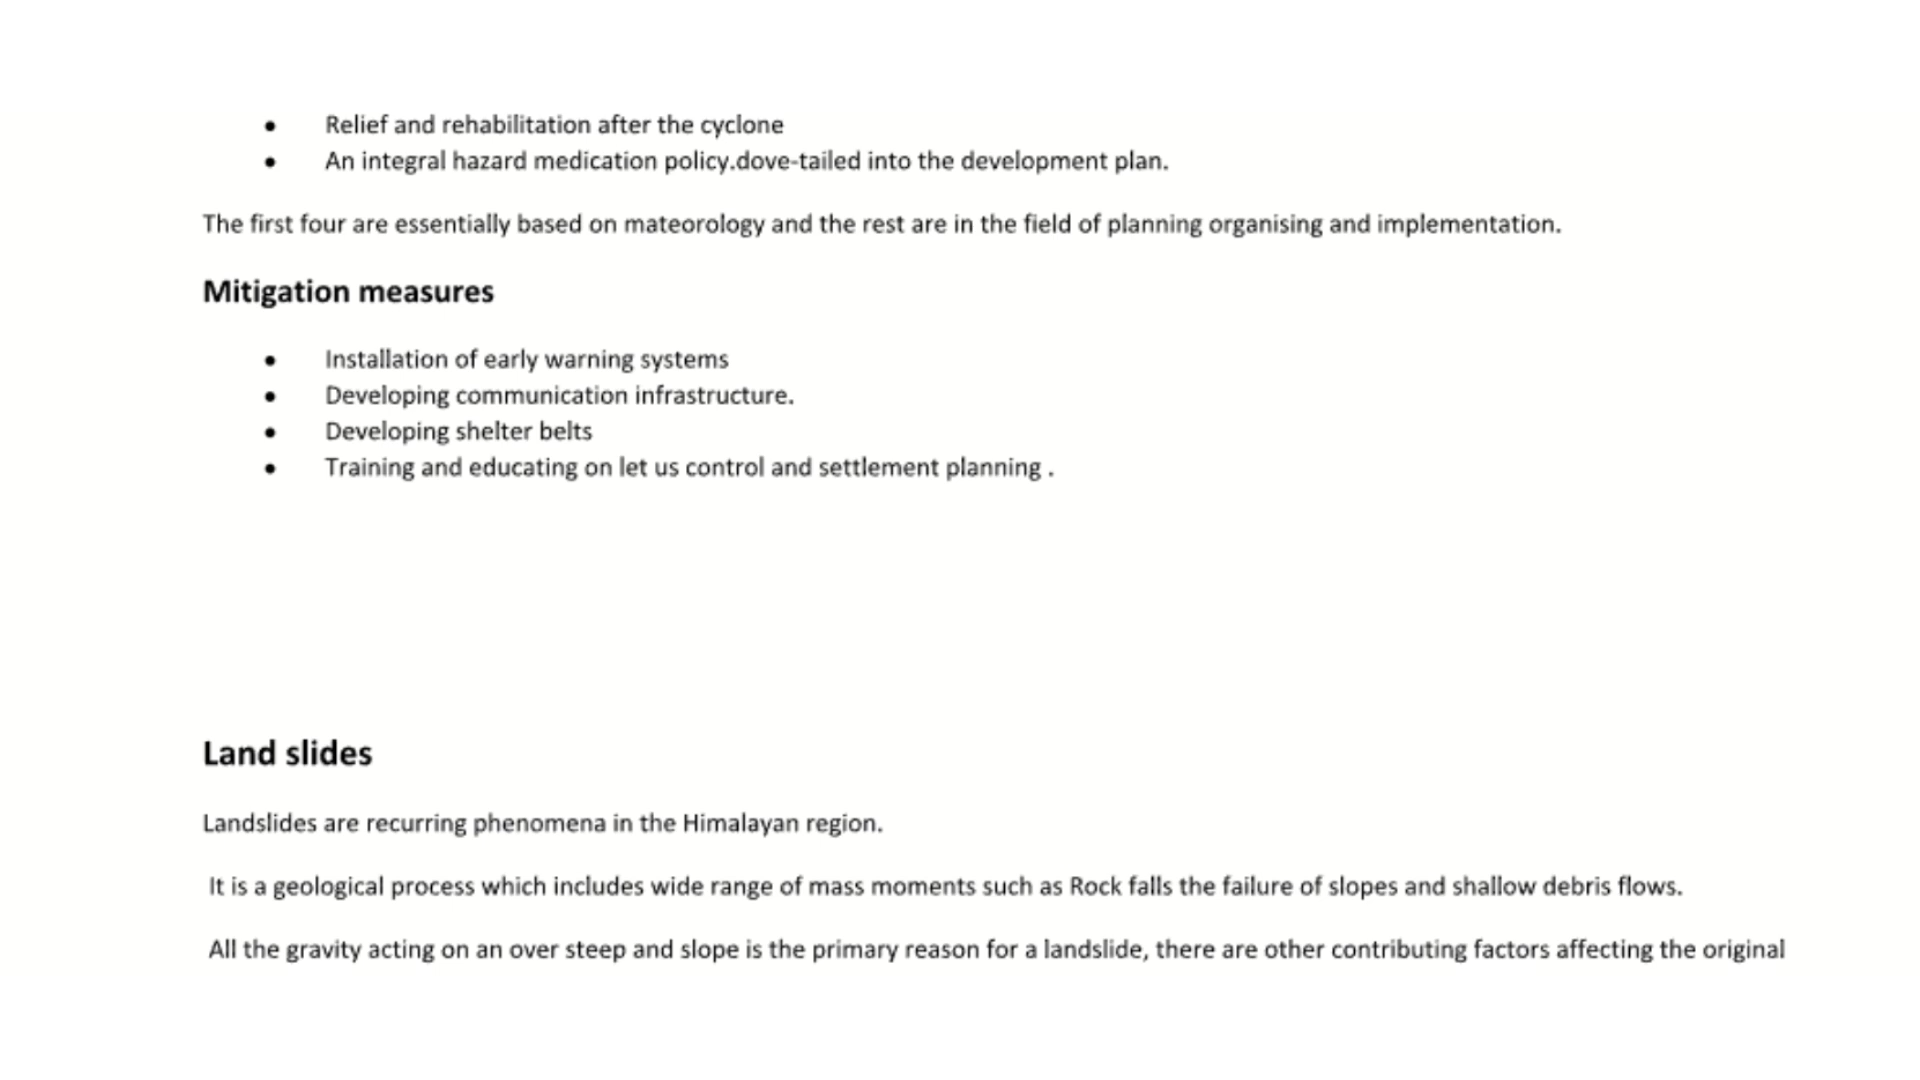 • Relief and rehabilitation after the cyclone
• An integral hazard medication policy.dove-tailed into the development plan.
The first four are essentially based on mateorology and the rest are in the field of planning organising and implementation.
Mitigation measures
• Installation of early warning systems
• Developing communication infrastructure.
• Developing shelter belts
• Training and educating on let us control and settlement planning .
Land slides
Landslides are recurring phenomena in the Himalayan region.
It is a geological process which includes wide range of mass moments such as Rock falls the failure of slopes and shallow debris flows.
All the gravity acting on an over steep and slope is the primary reason for a landslide, there are other contributing factors affecting the original